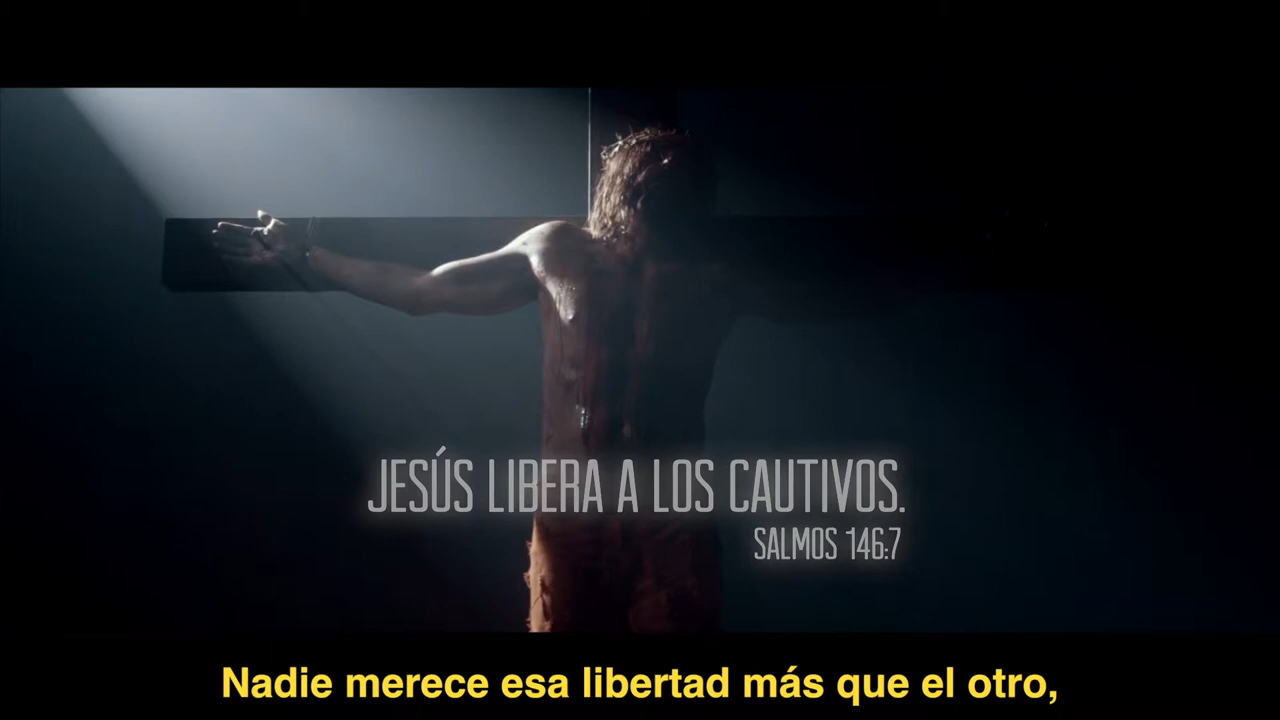 JESÚS LIBERA A LOS CAUTIVOS.
SALMOS 146:7
Nadie merece esa libertad más que el otro,